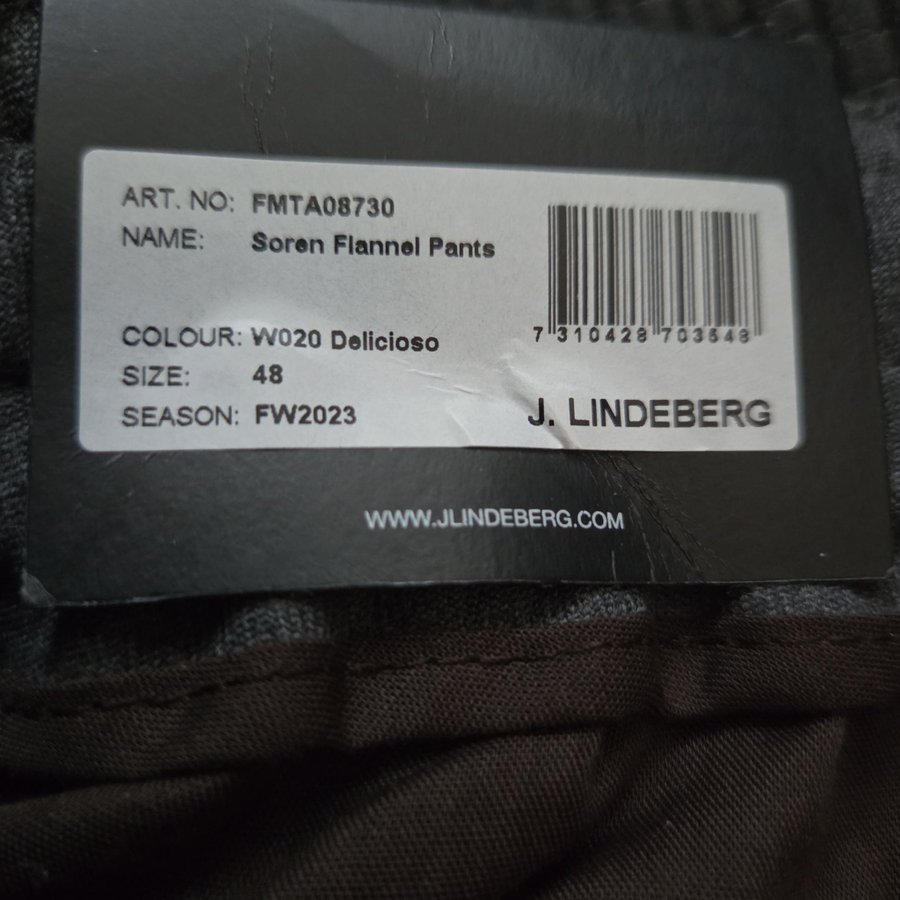 ART. NO: FMTA08730
NAME: Soren Flannel Pants
COLOUR: W020 Delicioso
SIZE: 48
SEASON: FW2023
7 310428 703648
J. LINDEBERG
WWW.JLINDEBERG.COM